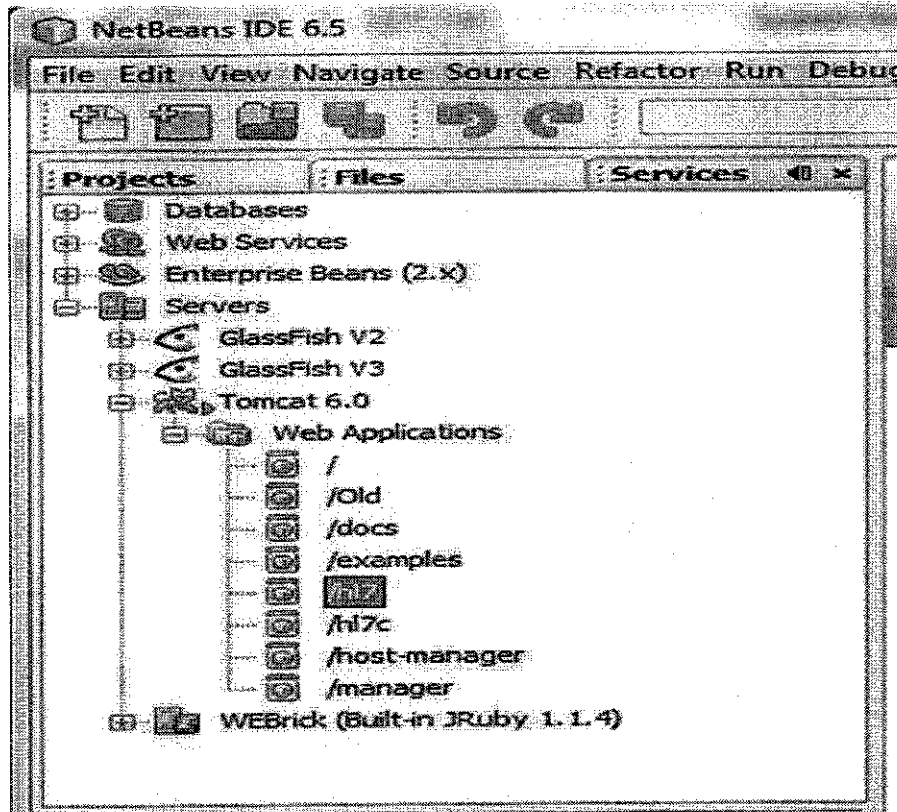 NetBeans IDE 6.5
File Edit View Navigate Source Refactor Run Debug
Projects Files Services
Databases
Web Services
Enterprise Beans (2.x)
Servers
GlassFish V2
GlassFish V3
Tomcat 6.0
Web Applications
/
/Old
/docs
/examples
/hl7c
/host-manager
/manager
WEBrick (Built-in JRuby 1.1.4)